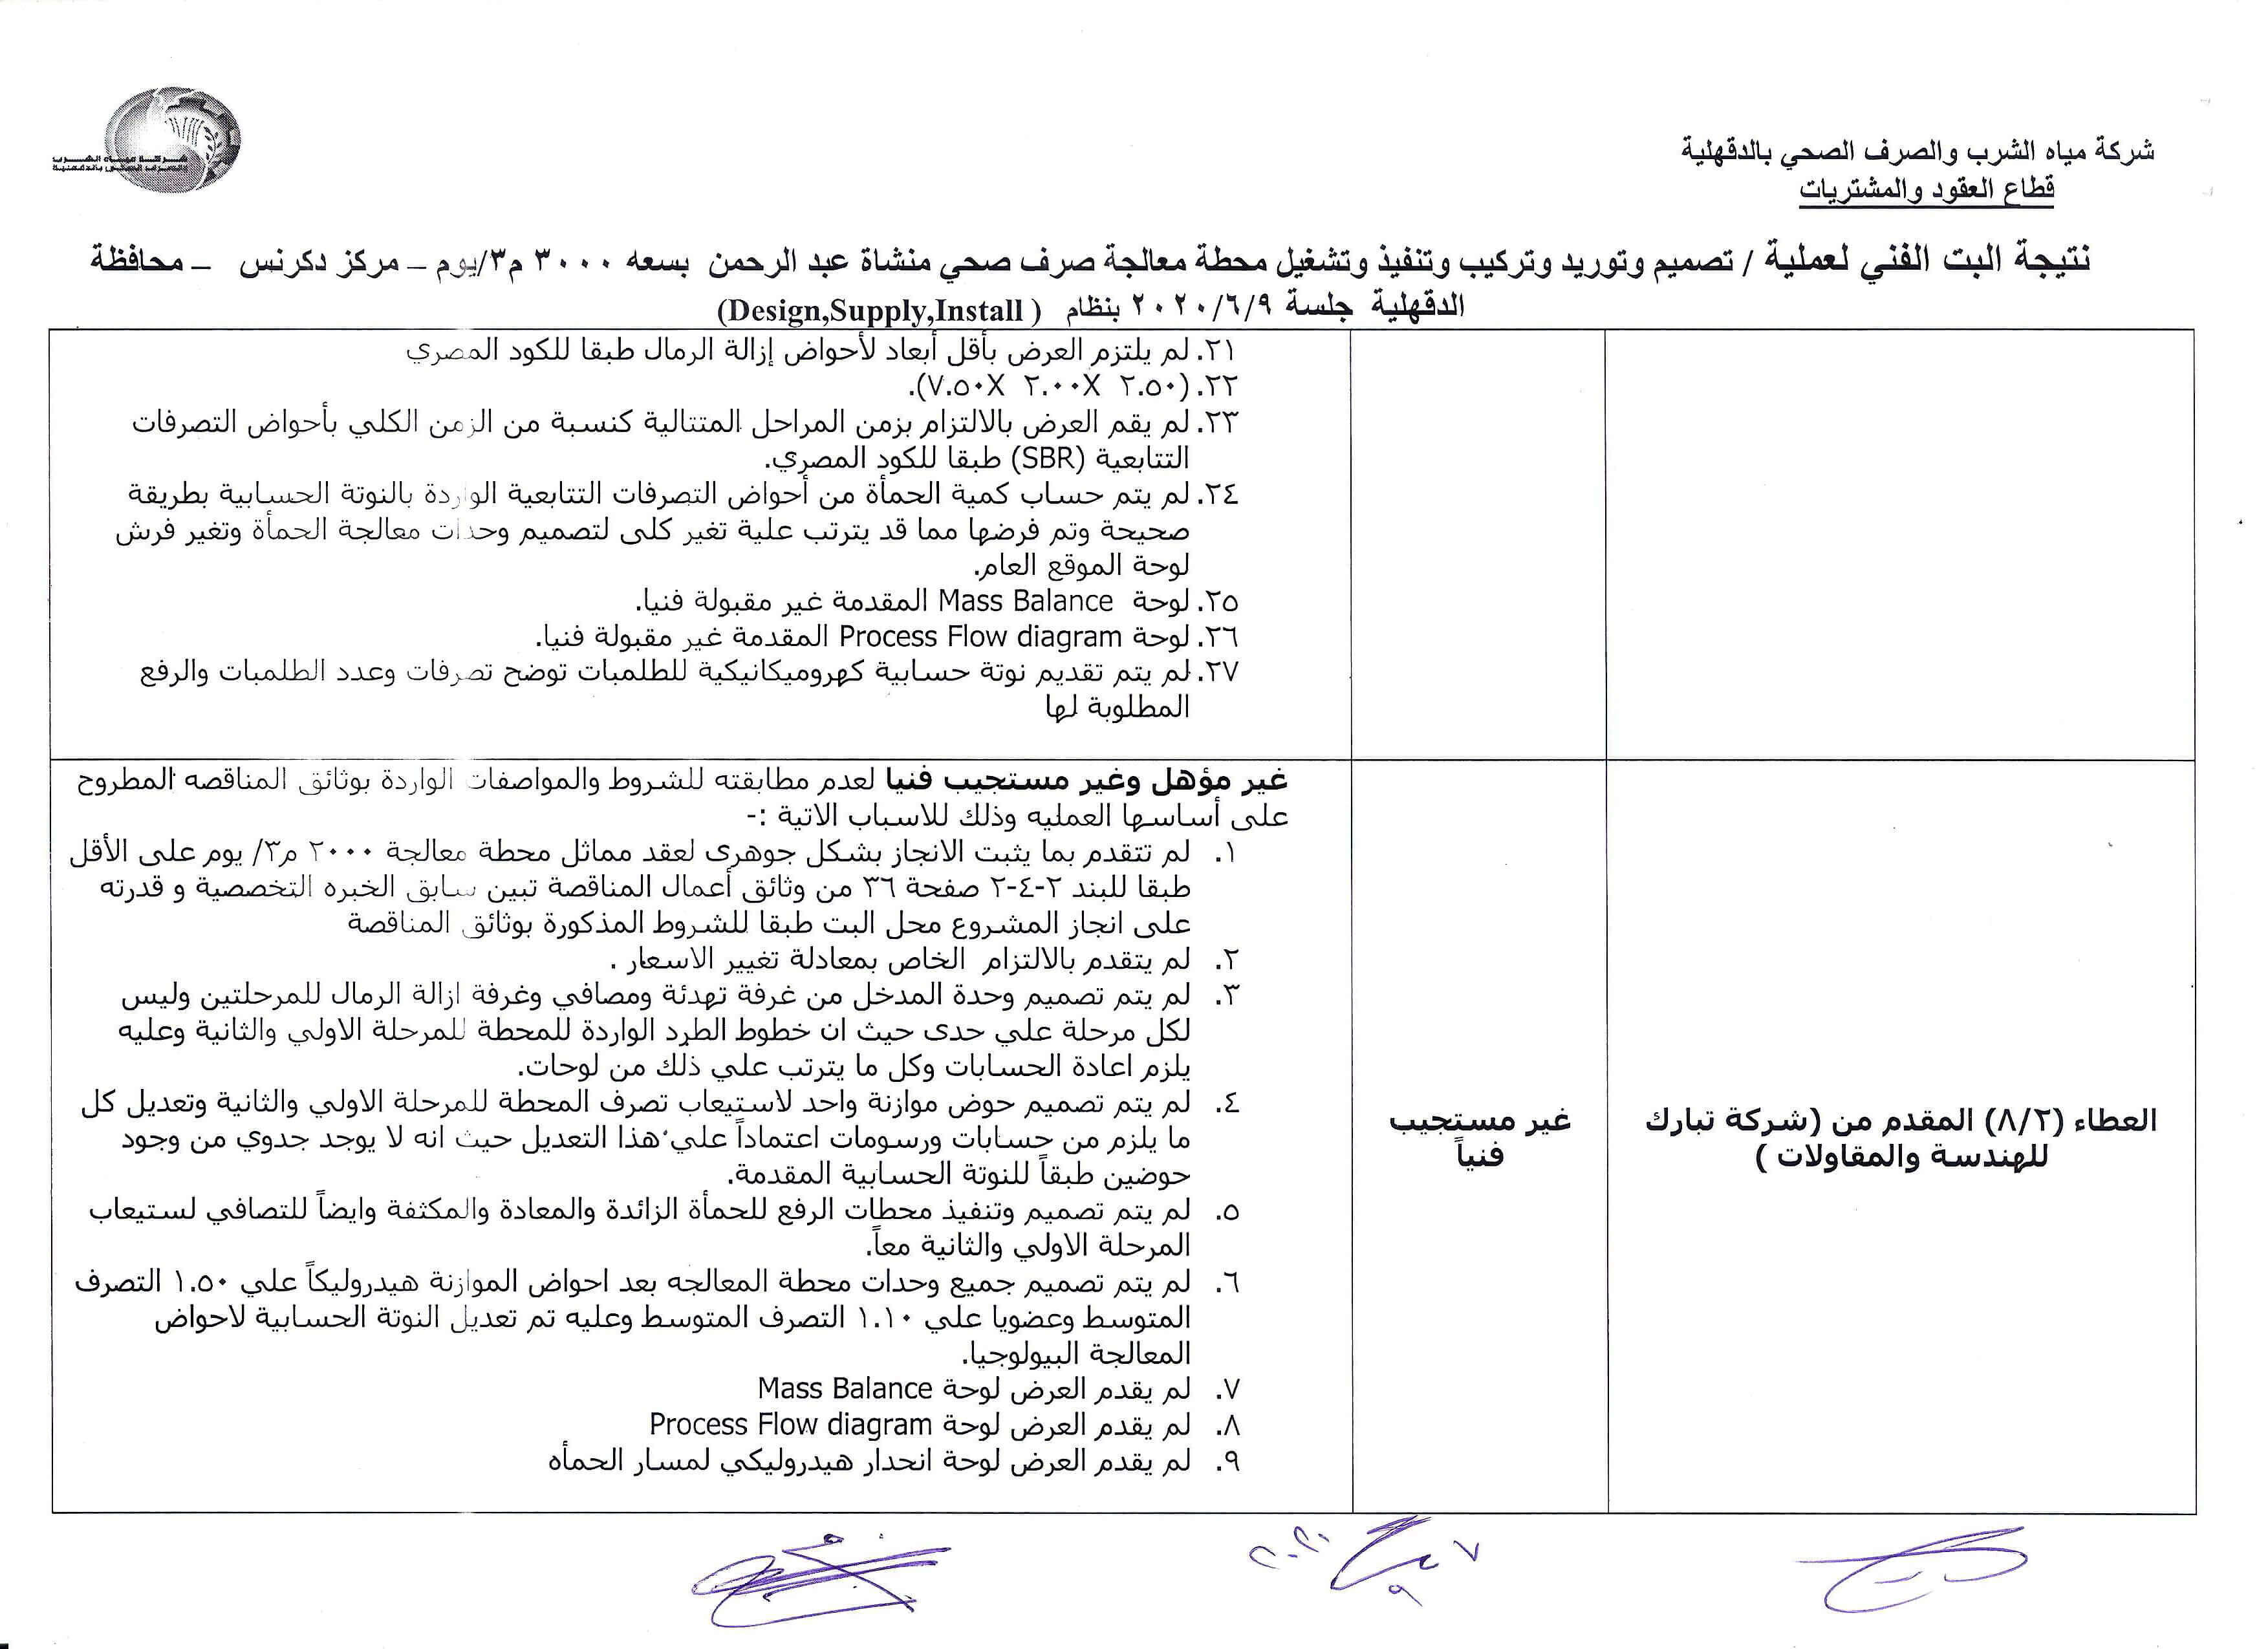 شركة مياه الشرب
والصرف الصحي بالدقهلية
شركة مياه الشرب والصرف الصحي بالدقهلية
قطاع العقود والمشتريات
نتيجة البت الفني لعملية / تصميم وتوريد وتركيب وتنفيذ وتشغيل محطة معالجة صرف صحي منشاة عبد الرحمن بسعه ٣٠٠٠ م٣/يوم – مركز دكرنس – محافظة
الدقهلية جلسة ٢٠٢٠/٦/٩ بنظام (Design,Supply,Install )
٢١. لم يلتزم العرض بأقل أبعاد لأحواض إزالة الرمال طبقا للكود المصري
٢٢. (٢.٥٠ X ٢.٠٠X ٧.٥٠).
٢٣. لم يقم العرض بالالتزام بزمن المراحل المتتالية كنسبة من الزمن الكلي بأحواض التصرفات
التتابعية (SBR) طبقا للكود المصري.
٢٤. لم يتم حساب كمية الحمأة من أحواض التصرفات التتابعية الواردة بالنوتة الحسابية بطريقة
صحيحة وتم فرضها مما قد يترتب علية تغير كلى لتصميم وحدات معالجة الحمأة وتغير فرش
لوحة الموقع العام.
٢٥. لوحة Mass Balance المقدمة غير مقبولة فنيا.
٢٦. لوحة Process Flow diagram المقدمة غير مقبولة فنيا.
٢٧. لم يتم تقديم نوتة حسابية كهروميكانيكية للطلمبات توضح تصرفات وعدد الطلمبات والرفع
المطلوبة لها
العطاء (٨/٢) المقدم من (شركة تبارك
للهندسة والمقاولات )
غير مستجيب
فنياً
غير مؤهل وغير مستجيب فنيا لعدم مطابقته للشروط والمواصفات الواردة بوثائق المناقصه المطروح
على أساسها العمليه وذلك للاسباب الاتية :-
١. لم تتقدم بما يثبت الانجاز بشكل جوهرى لعقد مماثل محطة معالجة ٢٠٠٠ م٣/ يوم على الأقل
طبقا للبند ٢-٤-٢ صفحة ٣٦ من وثائق أعمال المناقصة تبين سابق الخبره التخصصية و قدرته
على انجاز المشروع محل البت طبقا للشروط المذكورة بوثائق المناقصة
٢. لم يتقدم بالالتزام الخاص بمعادلة تغيير الاسعار .
٣. لم يتم تصميم وحدة المدخل من غرفة تهدئة ومصافي وغرفة ازالة الرمال للمرحلتين وليس
لكل مرحلة علي حدى حيث ان خطوط الطرد الواردة للمحطة للمرحلة الاولي والثانية وعليه
يلزم اعادة الحسابات وكل ما يترتب علي ذلك من لوحات.
٤. لم يتم تصميم حوض موازنة واحد لاستيعاب تصرف المحطة للمرحلة الاولي والثانية وتعديل كل
ما يلزم من حسابات ورسومات اعتماداً علي هذا التعديل حيث انه لا يوجد جدوي من وجود
حوضين طبقاً للنوتة الحسابية المقدمة.
٥. لم يتم تصميم وتنفيذ محطات الرفع للحمأة الزائدة والمعادة والمكثفة وايضاً للتصافي لستيعاب
المرحلة الاولي والثانية معاً.
٦. لم يتم تصميم جميع وحدات محطة المعالجه بعد احواض الموازنة هيدروليكاً علي ١.٥٠ التصرف
المتوسط وعضويا علي ١.١٠ التصرف المتوسط وعليه تم تعديل النوتة الحسابية لاحواض
المعالجة البيولوجيا.
٧. لم يقدم العرض لوحة Mass Balance
٨. لم يقدم العرض لوحة Process Flow diagram
٩. لم يقدم العرض لوحة انحدار هيدروليكي لمسار الحمأه